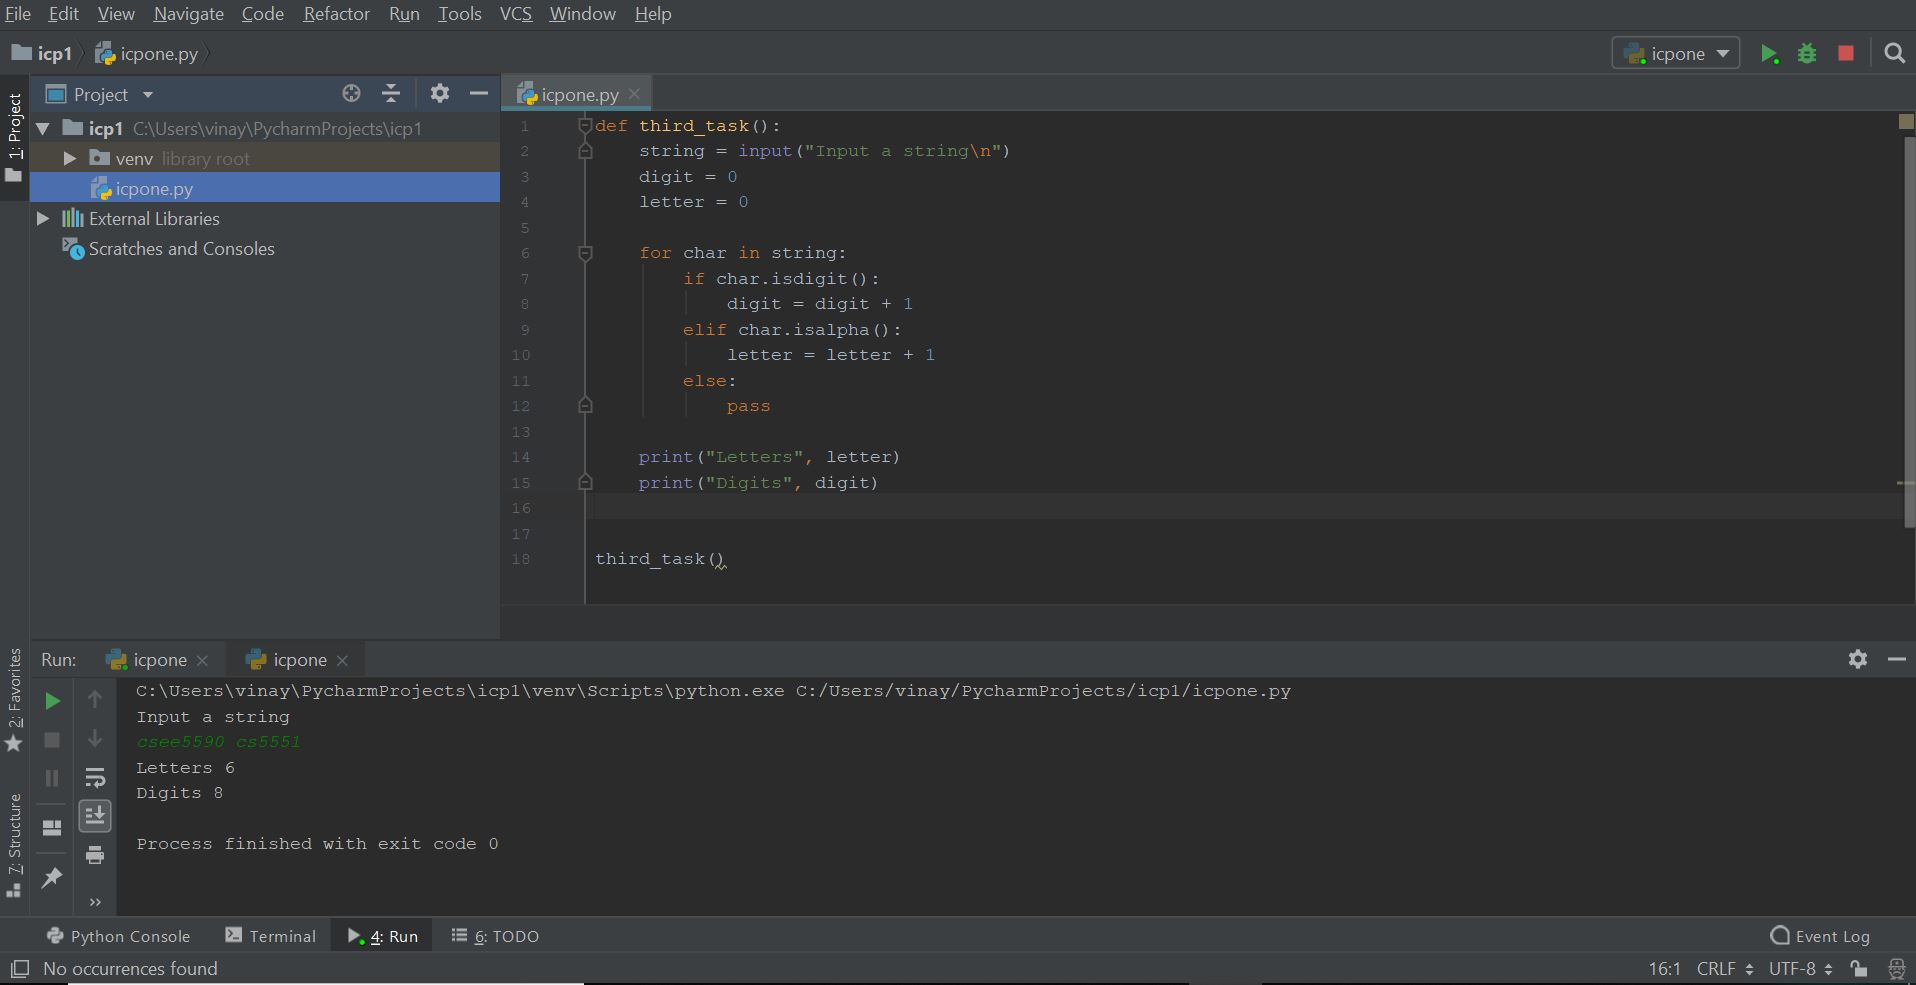 File Edit View Navigate Code Refactor Run Tools VCS Window Help
icp1 icpone.py icpone
1: Project
Project
icp1 C:\Users\vinay\PycharmProjects\icp1
venv library root
icpone.py
External Libraries
Scratches and Consoles
icpone.py
1 def third_task():
2     string = input("Input a string\n")
3     digit = 0
4     letter = 0
5
6     for char in string:
7         if char.isdigit():
8             digit = digit + 1
9         elif char.isalpha():
10             letter = letter + 1
11         else:
12             pass
13
14     print("Letters", letter)
15     print("Digits", digit)
16
17
18 third_task()
2: Favorites
7: Structure
Run: icpone icpone
C:\Users\vinay\PycharmProjects\icp1\venv\Scripts\python.exe C:/Users/vinay/PycharmProjects/icp1/icpone.py
Input a string
csee5590 cs5551
Letters 6
Digits 8
Process finished with exit code 0
Python Console Terminal 4: Run 6: TODO Event Log
No occurrences found 16:1 CRLF UTF-8